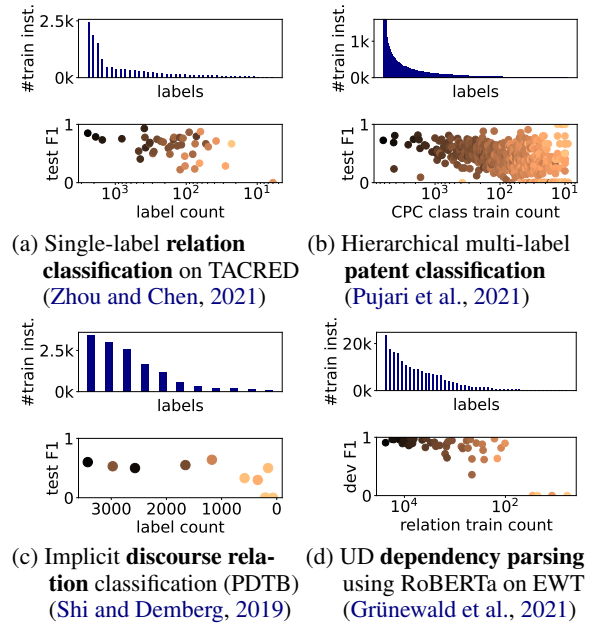 #train inst.
2.5k
0k
labels
test F1
1
0
10³
10²
10¹
label count
(a) Single-label relation
classification on TACRED
(Zhou and Chen, 2021)
#train inst.
1k
0k
labels
test F1
1
0
10³
10²
10¹
CPC class train count
(b) Hierarchical multi-label
patent classification
(Pujari et al., 2021)
#train inst.
2.5k
0k
labels
test F1
1
0
3000 2000 1000 0
label count
(c) Implicit discourse rela-
tion classification (PDTB)
(Shi and Demberg, 2019)
#train inst.
20k
0k
labels
dev F1
1
0
10⁴
10²
relation train count
(d) UD dependency parsing
using RoBERTa on EWT
(Grünewald et al., 2021)